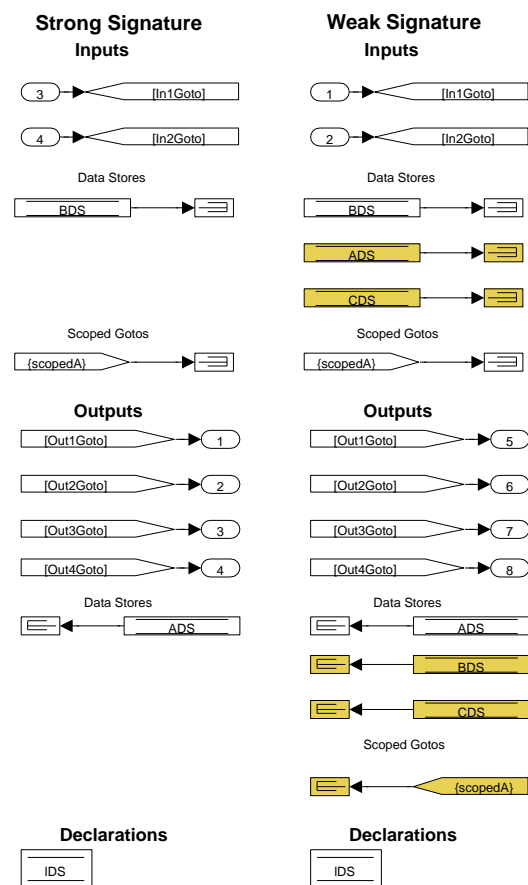 Strong Signature
Inputs
3
[In1Goto]
4
[In2Goto]
Data Stores
BDS
Scoped Gotos
{scopedA}
Outputs
[Out1Goto]
1
[Out2Goto]
2
[Out3Goto]
3
[Out4Goto]
4
Data Stores
ADS
Declarations
IDS
Weak Signature
Inputs
1
[In1Goto]
2
[In2Goto]
Data Stores
BDS
ADS
CDS
Scoped Gotos
{scopedA}
Outputs
[Out1Goto]
5
[Out2Goto]
6
[Out3Goto]
7
[Out4Goto]
8
Data Stores
ADS
BDS
CDS
Scoped Gotos
{scopedA}
Declarations
IDS